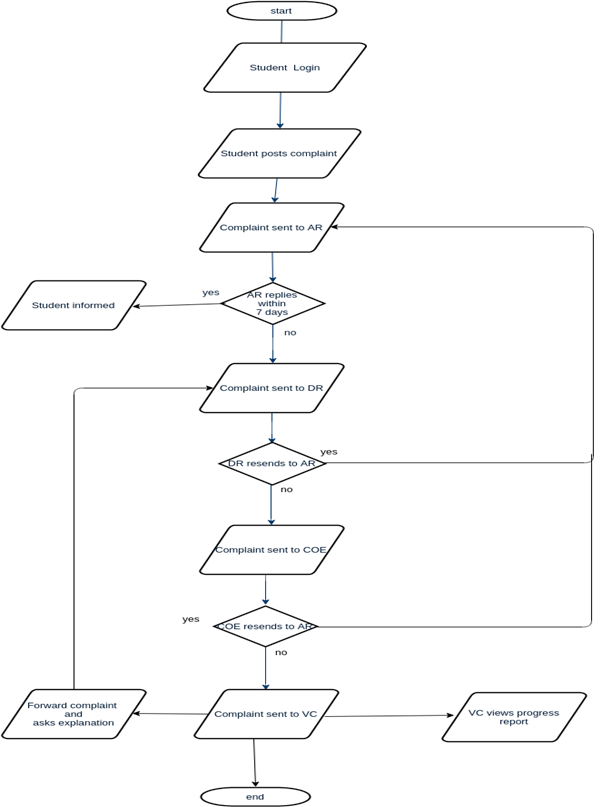 start
Student Login
Student posts complaint
Complaint sent to AR
yes
AR replies
within
7 days
Student informed
no
Complaint sent to DR
yes
DR resends to AR
no
Complaint sent to COE
yes
COE resends to AR
no
Forward complaint
and
asks explanation
Complaint sent to VC
VC views progress
report
end